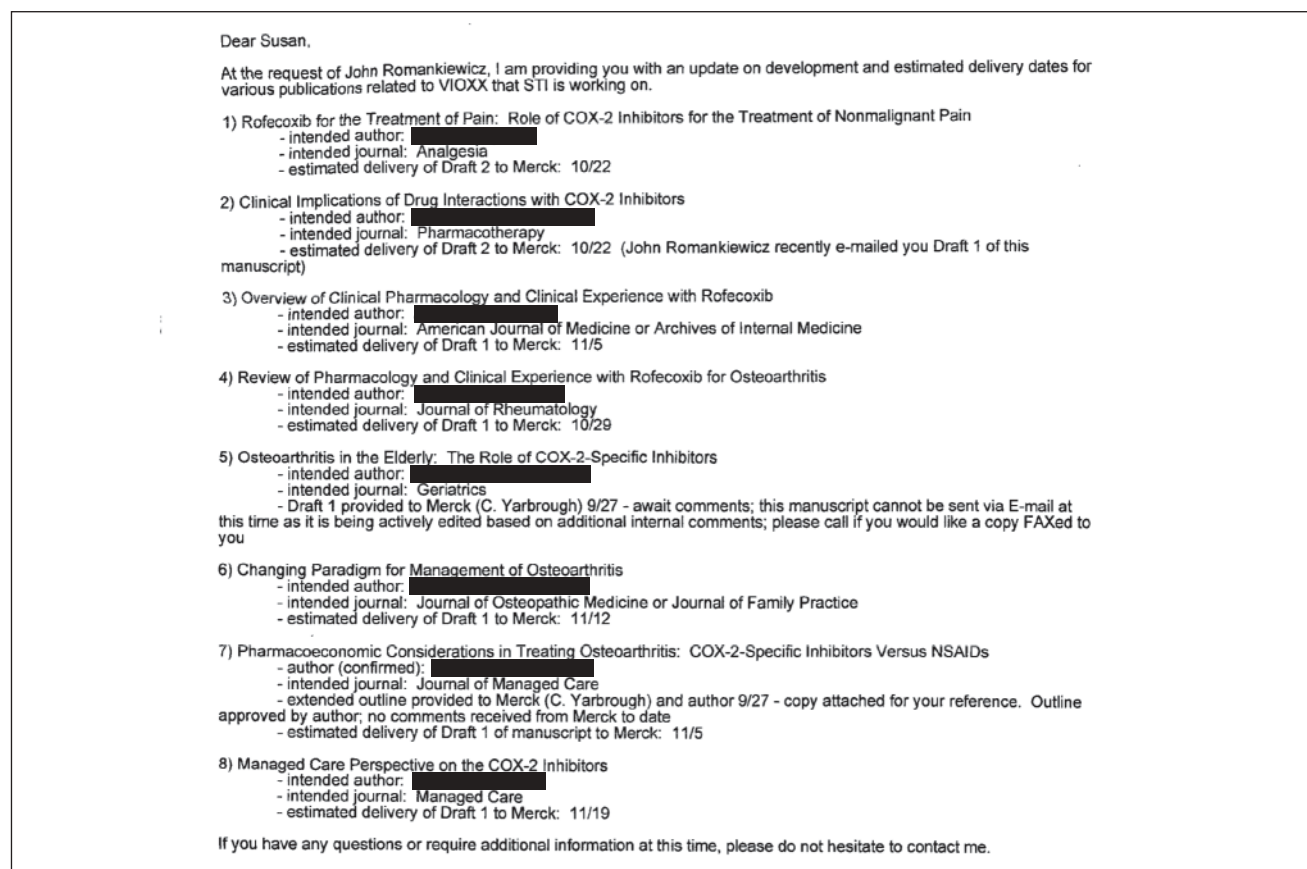 Dear Susan,
At the request of John Romankiewicz, I am providing you with an update on development and estimated delivery dates for
various publications related to VIOXX that STI is working on.
1) Rofecoxib for the Treatment of Pain: Role of COX-2 Inhibitors for the Treatment of Nonmalignant Pain
- intended author:
- intended journal: Analgesia
- estimated delivery of Draft 2 to Merck: 10/22
2) Clinical Implications of Drug Interactions with COX-2 Inhibitors
- intended author:
- intended journal: Pharmacotherapy
- estimated delivery of Draft 2 to Merck: 10/22 (John Romankiewicz recently e-mailed you Draft 1 of this
manuscript)
3) Overview of Clinical Pharmacology and Clinical Experience with Rofecoxib
- intended author:
- intended journal: American Journal of Medicine or Archives of Internal Medicine
- estimated delivery of Draft 1 to Merck: 11/5
4) Review of Pharmacology and Clinical Experience with Rofecoxib for Osteoarthritis
- intended author:
- intended journal: Journal of Rheumatology
- estimated delivery of Draft 1 to Merck: 10/29
5) Osteoarthritis in the Elderly: The Role of COX-2-Specific Inhibitors
- intended author:
- intended journal: Geriatrics
- Draft 1 provided to Merck (C. Yarbrough) 9/27 - await comments; this manuscript cannot be sent via E-mail at
this time as it is being actively edited based on additional internal comments; please call if you would like a copy FAXed to
you
6) Changing Paradigm for Management of Osteoarthritis
- intended author:
- intended journal: Journal of Osteopathic Medicine or Journal of Family Practice
- estimated delivery of Draft 1 to Merck: 11/12
7) Pharmacoeconomic Considerations in Treating Osteoarthritis: COX-2-Specific Inhibitors Versus NSAIDs
- author (confirmed):
- intended journal: Journal of Managed Care
- extended outline provided to Merck (C. Yarbrough) and author 9/27 - copy attached for your reference. Outline
approved by author; no comments received from Merck to date
- estimated delivery of Draft 1 of manuscript to Merck: 11/5
8) Managed Care Perspective on the COX-2 Inhibitors
- intended author:
- intended journal: Managed Care
- estimated delivery of Draft 1 to Merck: 11/19
If you have any questions or require additional information at this time, please do not hesitate to contact me.